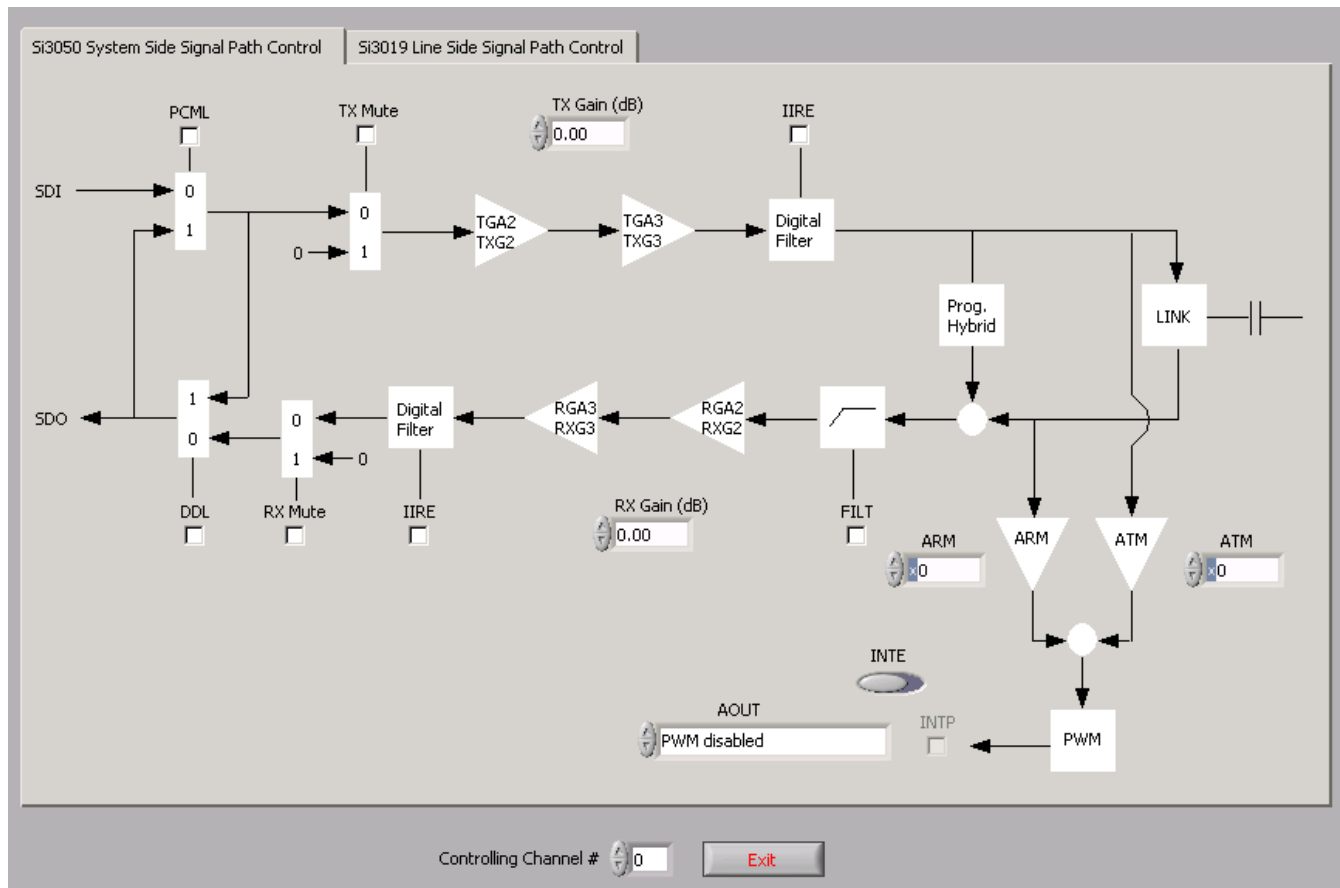 Si3050 System Side Signal Path Control
Si3019 Line Side Signal Path Control
PCML
TX Mute
TX Gain (dB)
0.00
IIRE
SDI
0
1
0
0
1
TGA2
TXG2
TGA3
TXG3
Digital
Filter
Prog.
Hybrid
LINK
SDO
1
0
0
1
0
Digital
Filter
RGA3
RXG3
RGA2
RXG2
DDL
RX Mute
IIRE
RX Gain (dB)
0.00
FILT
ARM
x0
ARM
ATM
ATM
x0
INTE
AOUT
PWM disabled
INTP
PWM
Controlling Channel #
0
Exit